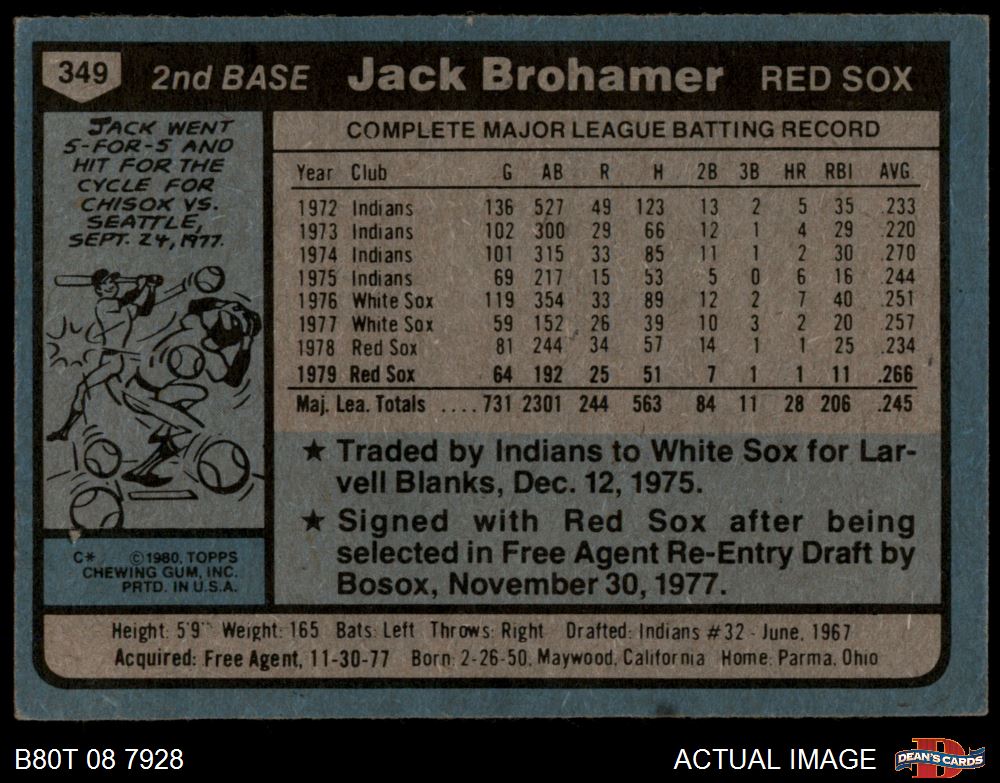 349 2nd BASE Jack Brohamer RED SOX
JACK WENT
5-FOR-5 AND
HIT FOR THE
CYCLE FOR
CHISOX VS.
SEATTLE,
SEPT. 24, 1977.
COMPLETE MAJOR LEAGUE BATTING RECORD
Year Club G AB R H 2B 3B HR RBI AVG.
1972 Indians 136 527 49 123 13 2 5 35 .233
1973 Indians 102 300 29 66 12 1 4 29 .220
1974 Indians 101 315 33 85 11 1 2 30 .270
1975 Indians 69 217 15 53 5 0 6 16 .244
1976 White Sox 119 354 33 89 12 2 7 40 .251
1977 White Sox 59 152 26 39 10 3 2 20 .257
1978 Red Sox 81 244 34 57 14 1 1 25 .234
1979 Red Sox 64 192 25 51 7 1 1 11 .266
Maj. Lea. Totals ....731 2301 244 563 84 11 28 206 .245
★ Traded by Indians to White Sox for Lar-
vell Blanks, Dec. 12, 1975.
★ Signed with Red Sox after being
selected in Free Agent Re-Entry Draft by
Bosox, November 30, 1977.
C* ©1980, TOPPS
CHEWING GUM, INC.
PRTD. IN U.S.A.
Height: 5'9" Weight: 165 Bats: Left Throws: Right Drafted: Indians #32 - June, 1967
Acquired: Free Agent, 11-30-77 Born: 2-26-50, Maywood, California Home: Parma, Ohio
B80T 08 7928 ACTUAL IMAGE D DEAN'S CARDS